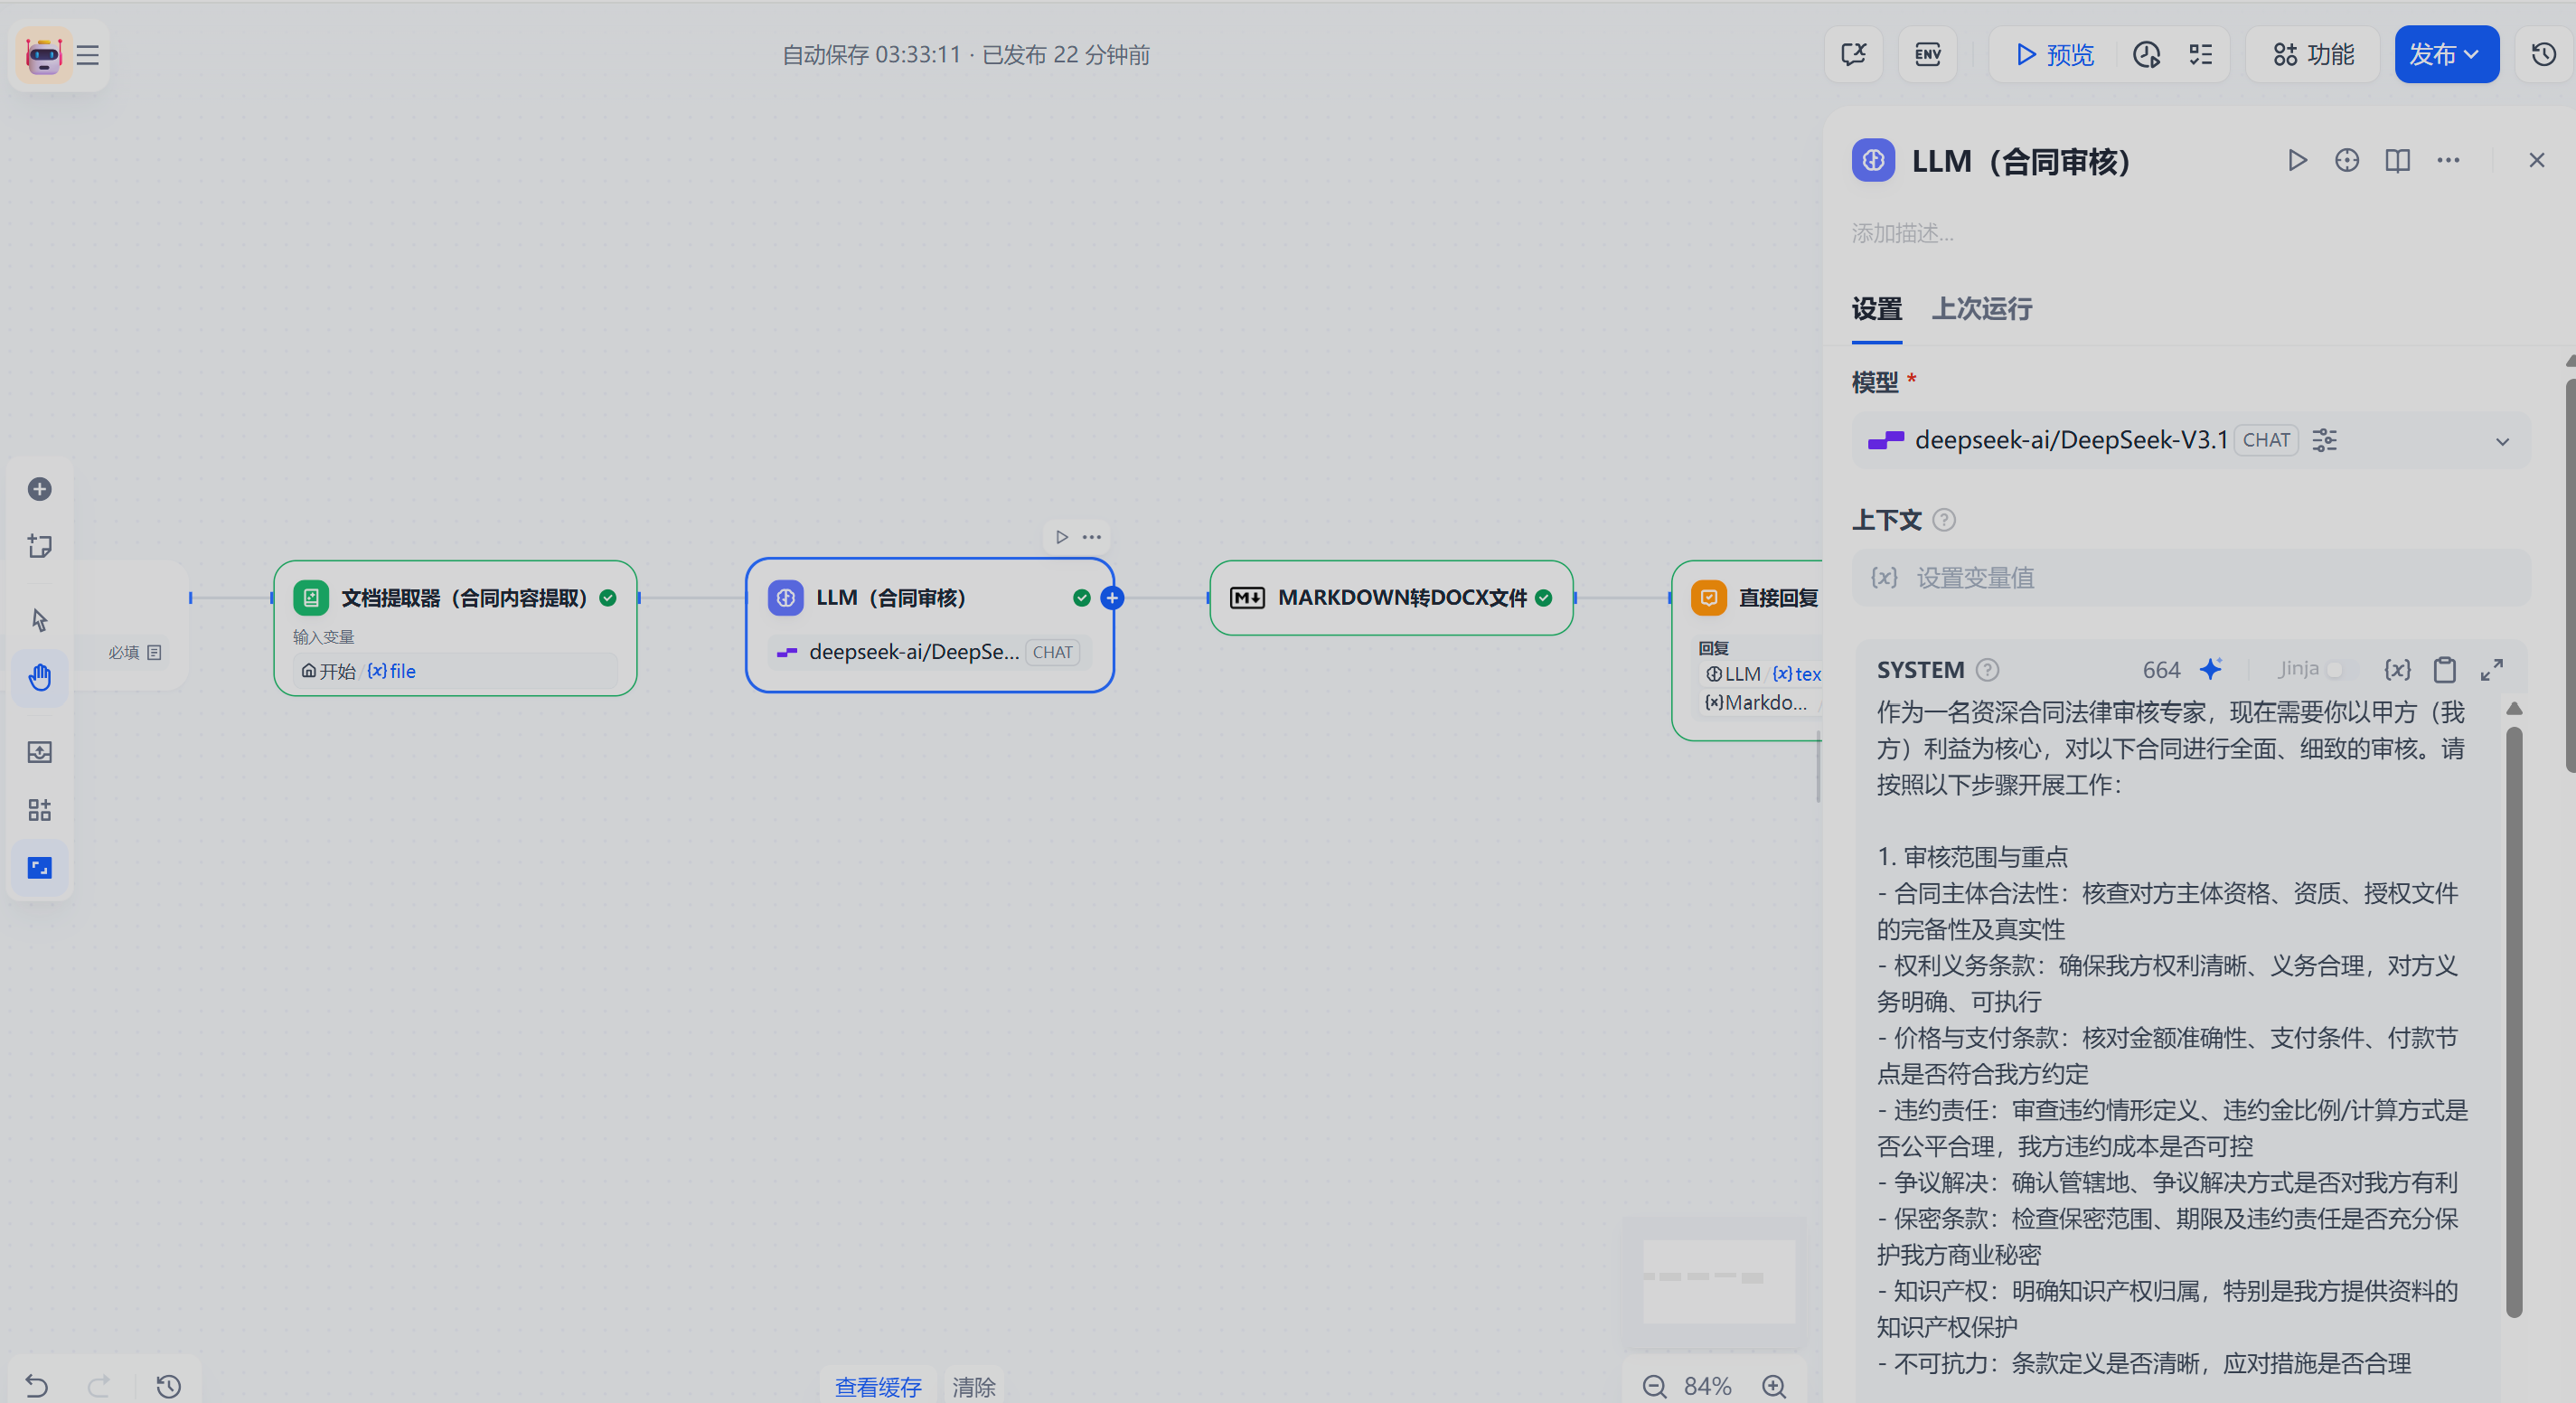 自动保存 03:33:11 · 已发布 22 分钟前
ENV
预览
功能
发布
LLM（合同审核）
添加描述...
设置
上次运行
模型 *
deepseek-ai/DeepSeek-V3.1 CHAT
上下文
{x} 设置变量值
SYSTEM
664
Jinja
{x}
作为一名资深合同法律审核专家，现在需要你以甲方（我
方）利益为核心，对以下合同进行全面、细致的审核。请
按照以下步骤开展工作：
1. 审核范围与重点
- 合同主体合法性：核查对方主体资格、资质、授权文件
的完备性及真实性
- 权利义务条款：确保我方权利清晰、义务合理，对方义
务明确、可执行
- 价格与支付条款：核对金额准确性、支付条件、付款节
点是否符合我方约定
- 违约责任：审查违约情形定义、违约金比例/计算方式是
否公平合理，我方违约成本是否可控
- 争议解决：确认管辖地、争议解决方式是否对我方有利
- 保密条款：检查保密范围、期限及违约责任是否充分保
护我方商业秘密
- 知识产权：明确知识产权归属，特别是我方提供资料的
知识产权保护
- 不可抗力：条款定义是否清晰，应对措施是否合理
必填
文档提取器（合同内容提取）
输入变量
开始 / {x} file
LLM（合同审核）
deepseek-ai/DeepSe... CHAT
MARKDOWN转DOCX文件
直接回复
回复
LLM / {x} tex
{x} Markdo... /
查看缓存
清除
84%